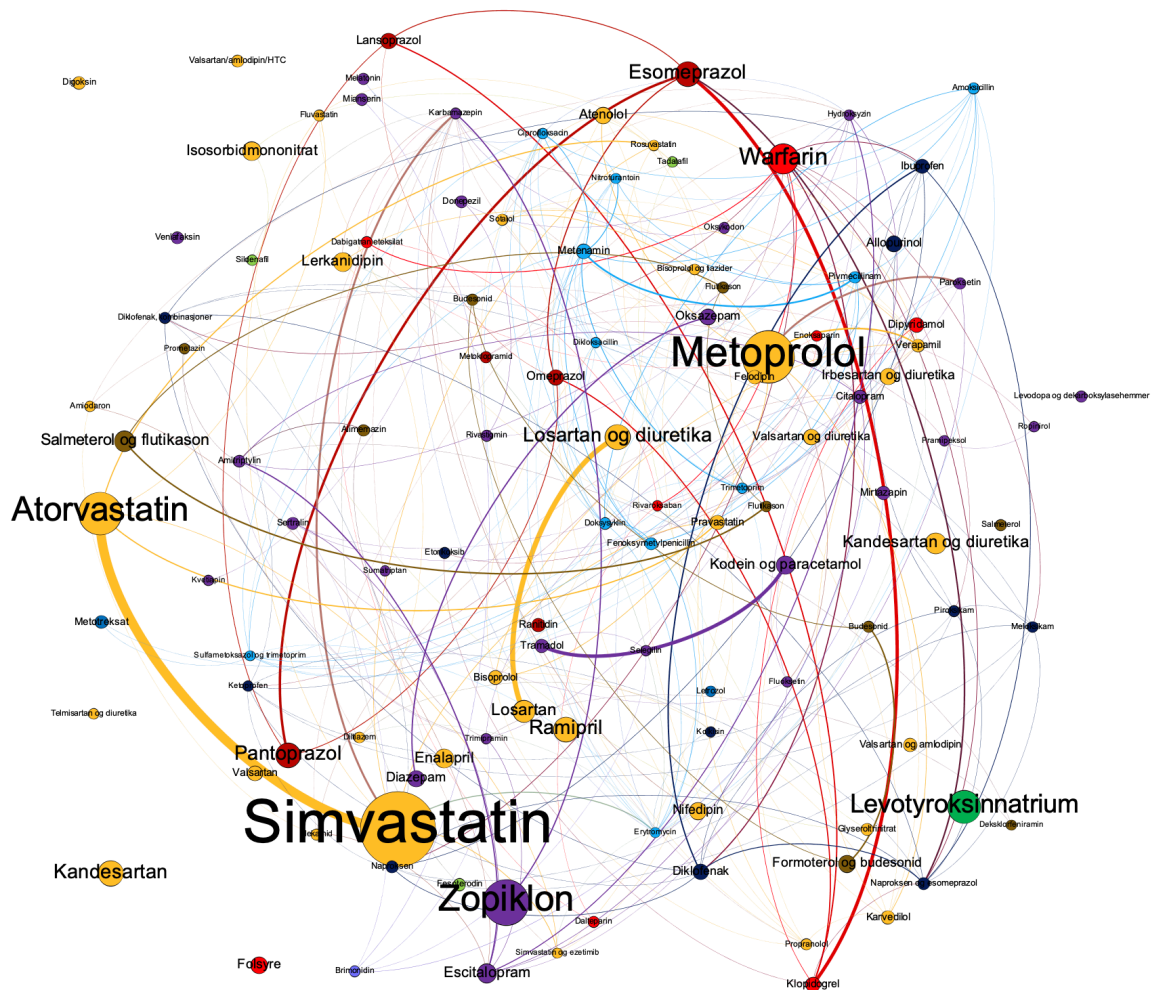 Lansoprazol
Valsartan/amlodipin/HTC
Esomeprazol
Digoksin
Melatonin
Amoksicillin
Mianserin
Fluvastatin
Karbamazepin
Atenolol
Hydroksyzin
Ciprofloksacin
Isosorbidmononitrat
Rosuvastatin
Warfarin
Tadalafil
Ibuprofen
Nitrofurantoin
Donepezil
Sotalol
Oksykodon
Venlafaksin
Dabigatraneteksilat
Allopurinol
Metenamin
Sildenafil
Lerkanidipin
Bisoprolol og tiazider
Pivmecillinam
Paroksetin
Flutikason
Budesonid
Diklofenak, kombinasjoner
Oksazepam
Dipyridamol
Enoksaparin
Dikloksacillin
Verapamil
Prometazin
Metoklopramid
Metoprolol
Omeprazol
Felodipin
Irbesartan og diuretika
Citalopram
Levodopa og dekarboksylasehemmer
Amiodaron
Alimemazin
Rivastigmin
Losartan og diuretika
Valsartan og diuretika
Ropinirol
Pramipeksol
Salmeterol og flutikason
Amitriptylin
Trimetoprim
Mirtazapin
Rivaroksaban
Flutikason
Atorvastatin
Sertralin
Doksysyklin
Pravastatin
Salmeterol
Fenoksymetylpenicillin
Kandesartan og diuretika
Etorikoksib
Kodein og paracetamol
Sumatriptan
Kvetiapin
Metotreksat
Ranitidin
Budesonid
Piroksikam
Meloksikam
Tramadol
Selegilin
Sulfametoksazol og trimetoprim
Ketoprofen
Bisoprolol
Letrozol
Fluoksetin
Telmisartan og diuretika
Losartan
Ramipril
Kodein
Diltiazem
Trimipramin
Valsartan og amlodipin
Pantoprazol
Enalapril
Valsartan
Diazepam
Levotyroksinnatrium
Nifedipin
Simvastatin
Erytromycin
Glyseroltrinitrat
Deksklorfeniramin
Naproksen
Formoterol og budesonid
Kandesartan
Diklofenak
Fesoterodin
Naproksen og esomeprazol
Zopiklon
Dalteparin
Karvedilol
Propranolol
Simvastatin og ezetimib
Folsyre
Brimonidin
Escitalopram
Klopidogrel